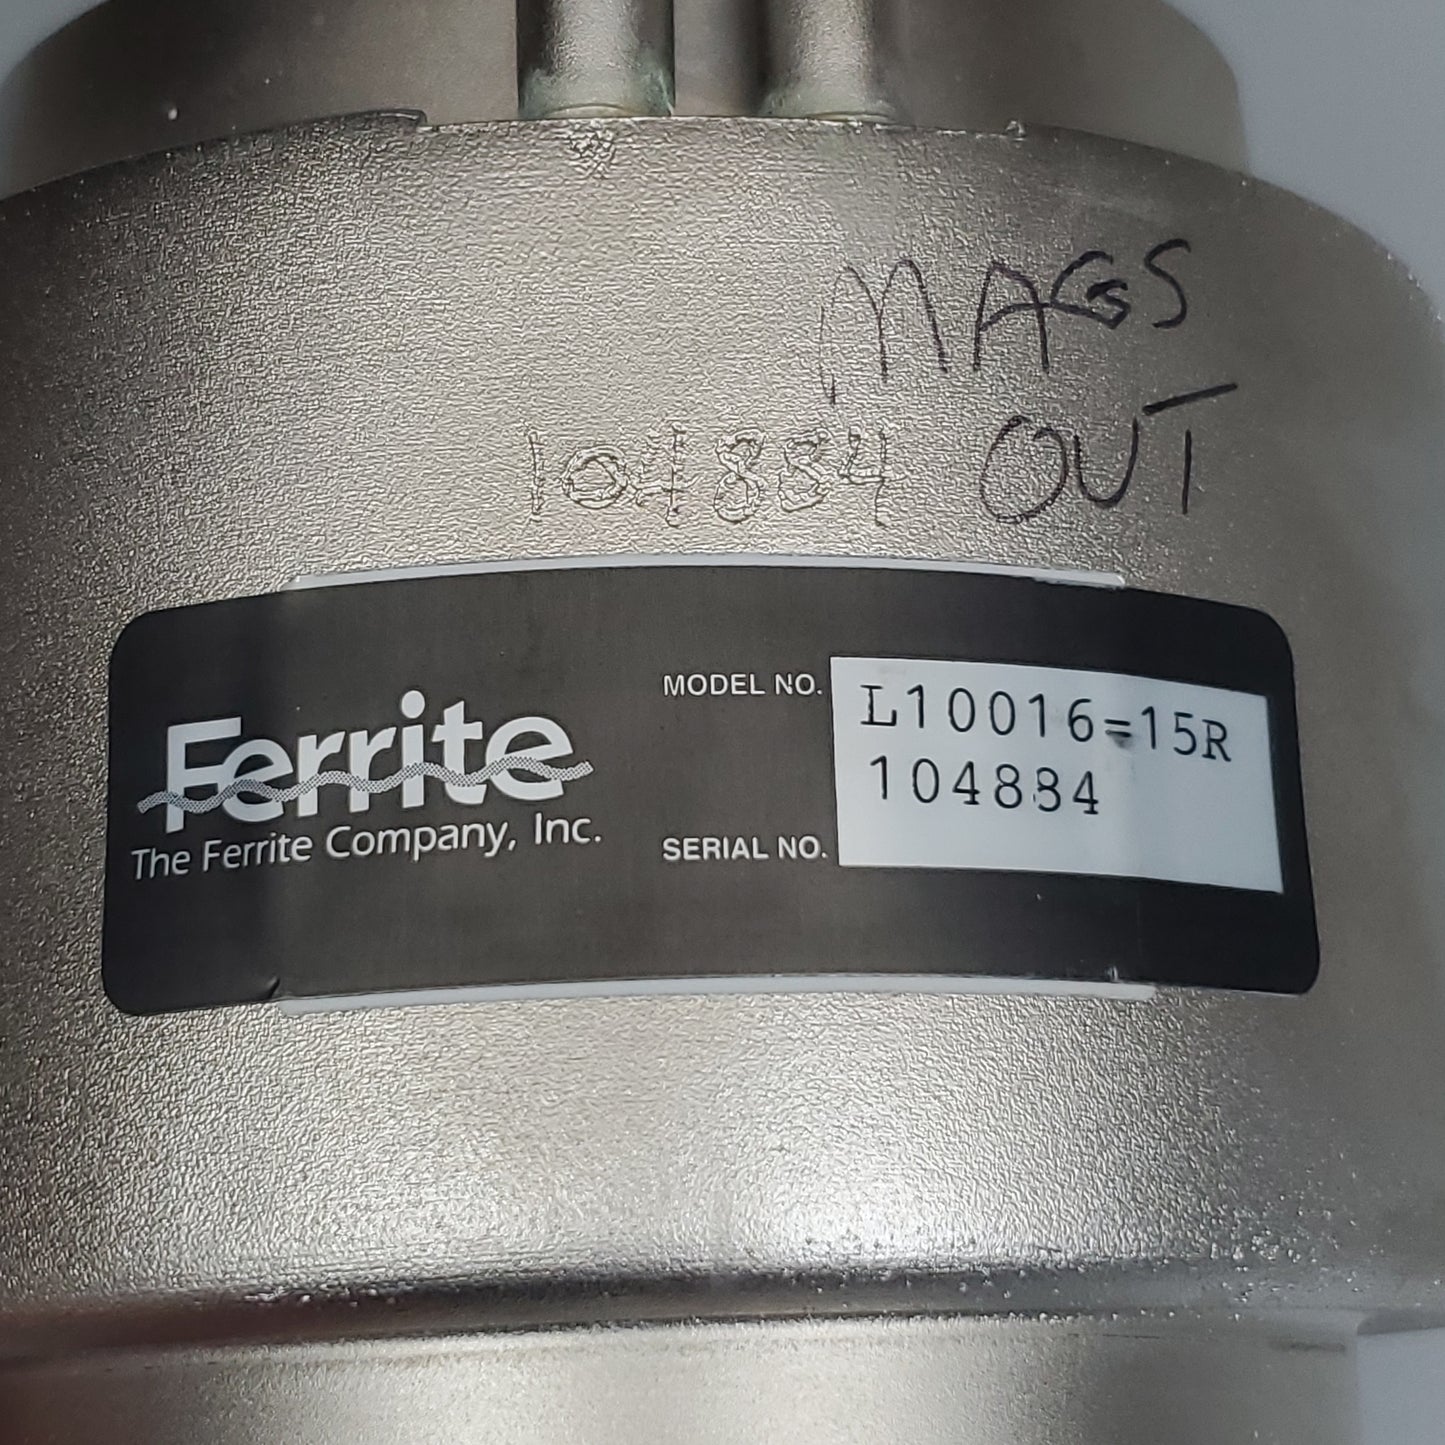 MAGS
OUT
104884
Ferrite
The Ferrite Company, Inc.
MODEL NO.
L10016=15R
104884
SERIAL NO.